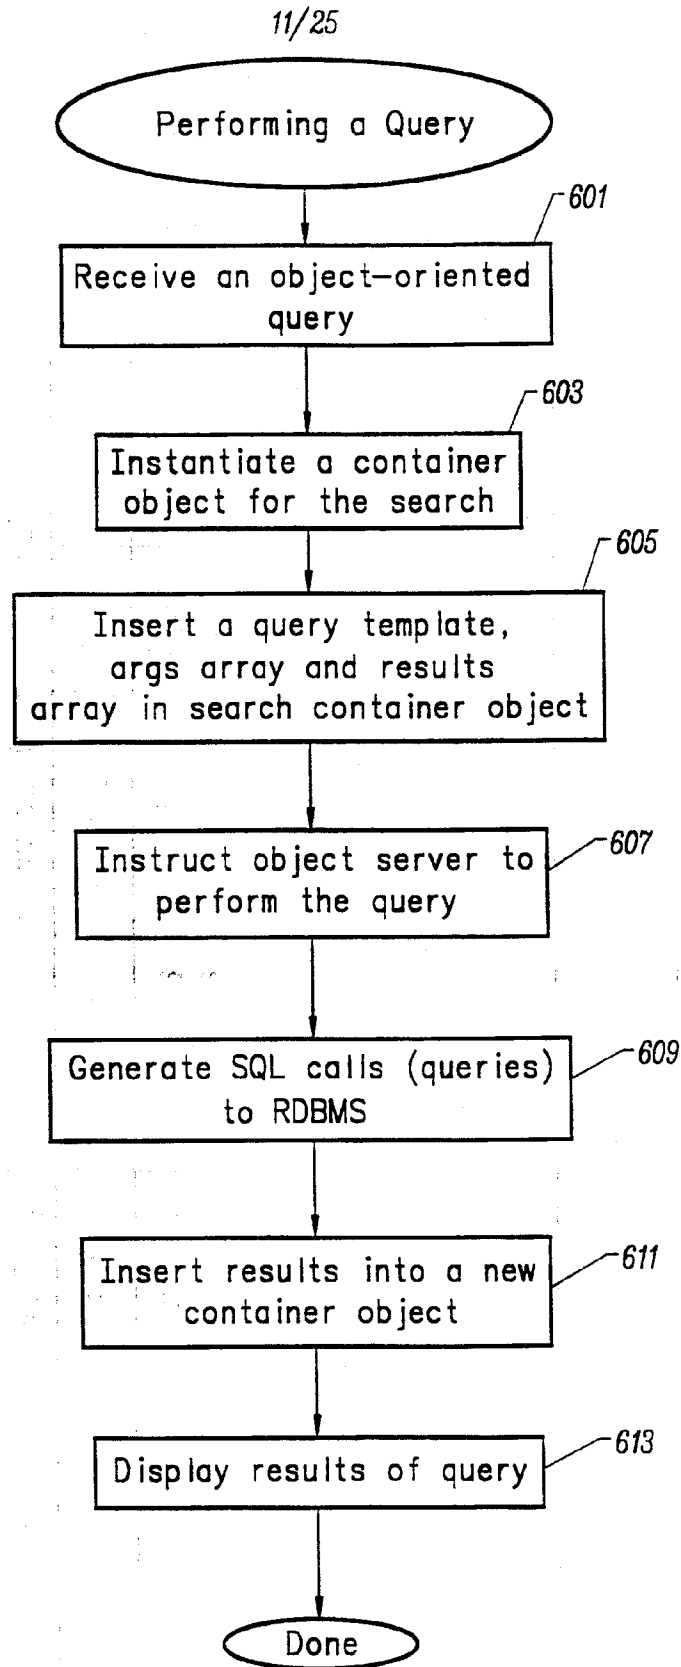 11/25
Performing a Query
601
Receive an object-oriented
query
603
Instantiate a container
object for the search
605
Insert a query template,
args array and results
array in search container object
607
Instruct object server to
perform the query
609
Generate SQL calls (queries)
to RDBMS
611
Insert results into a new
container object
613
Display results of query
Done